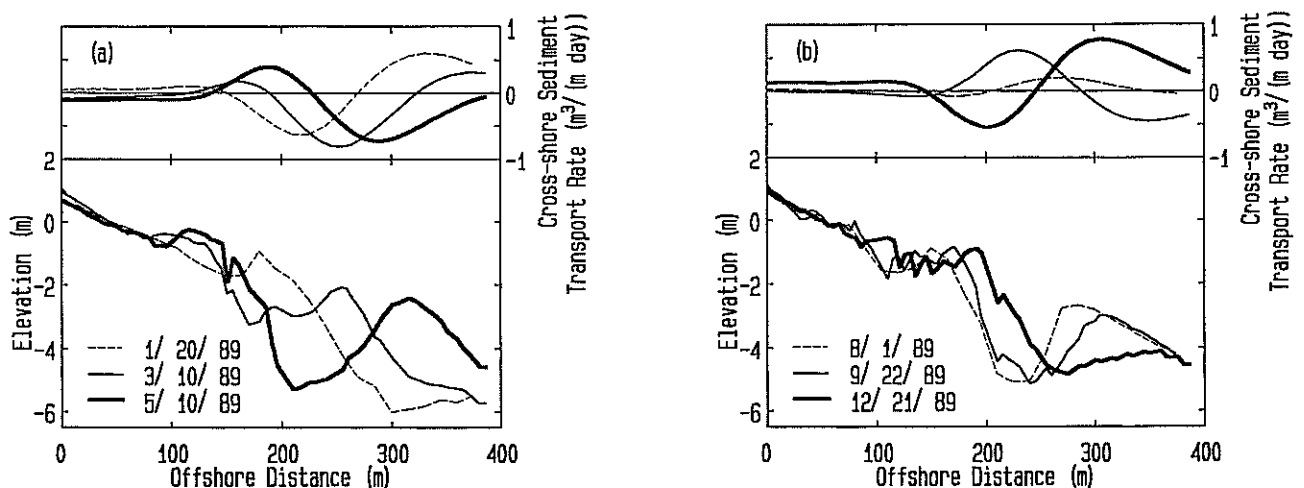 (a)
1
0
-1
Cross-shore Sediment
Transport Rate (m³/(m day))
2
0
-2
-4
-6
Elevation (m)
1/ 20/ 89
3/ 10/ 89
5/ 10/ 89
0 100 200 300 400
Offshore Distance (m)
(b)
1
0
-1
Cross-shore Sediment
Transport Rate (m³/(m day))
2
0
-2
-4
-6
Elevation (m)
8/ 1/ 89
9/ 22/ 89
12/ 21/ 89
0 100 200 300 400
Offshore Distance (m)